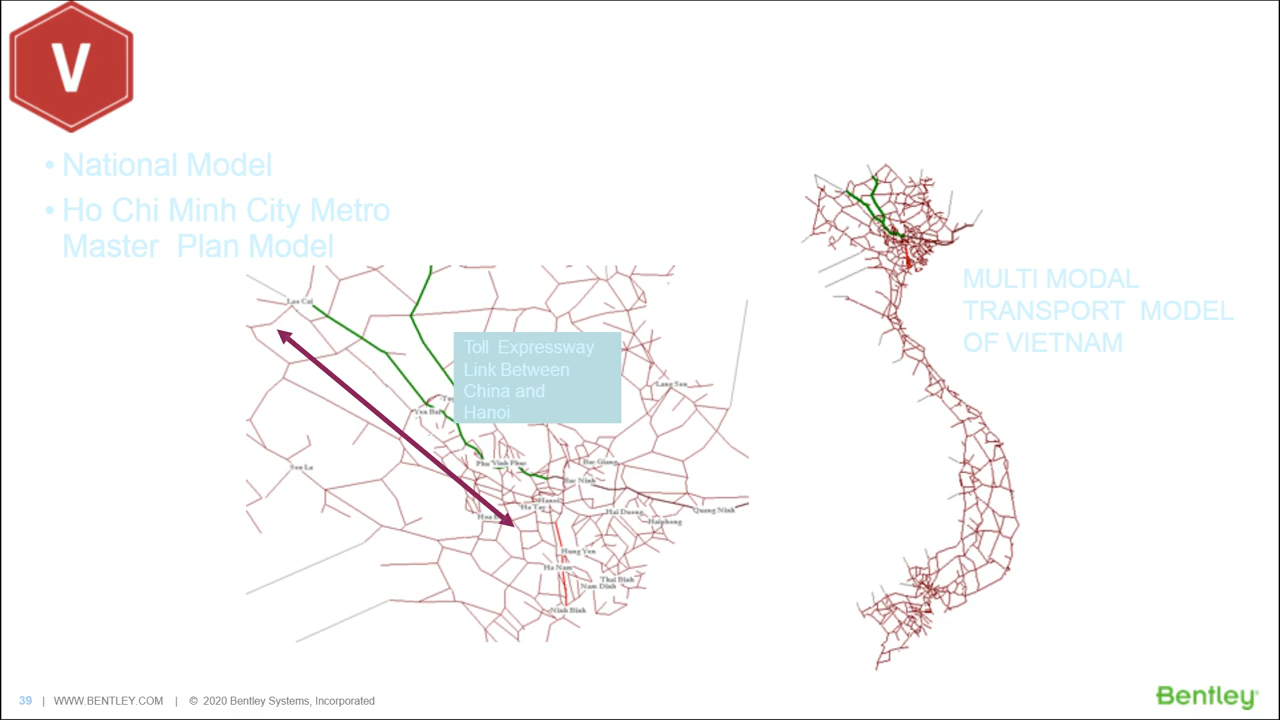 V
• National Model
• Ho Chi Minh City Metro
Master Plan Model
MULTI MODAL
TRANSPORT MODEL
OF VIETNAM
Lao Cai
Toll Expressway
Link Between
China and
Hanoi
Lang Son
Yen Bai
Son La
Phu Vinh Phuc
Bac Giang
Bac Ninh
Hanoi
Ha Tay
Quang Ninh
Hai Duong
Haiphong
Hung Yen
Ha Nam
Thai Binh
Nam Dinh
Ninh Binh
39 | WWW.BENTLEY.COM | © 2020 Bentley Systems, Incorporated
Bentley